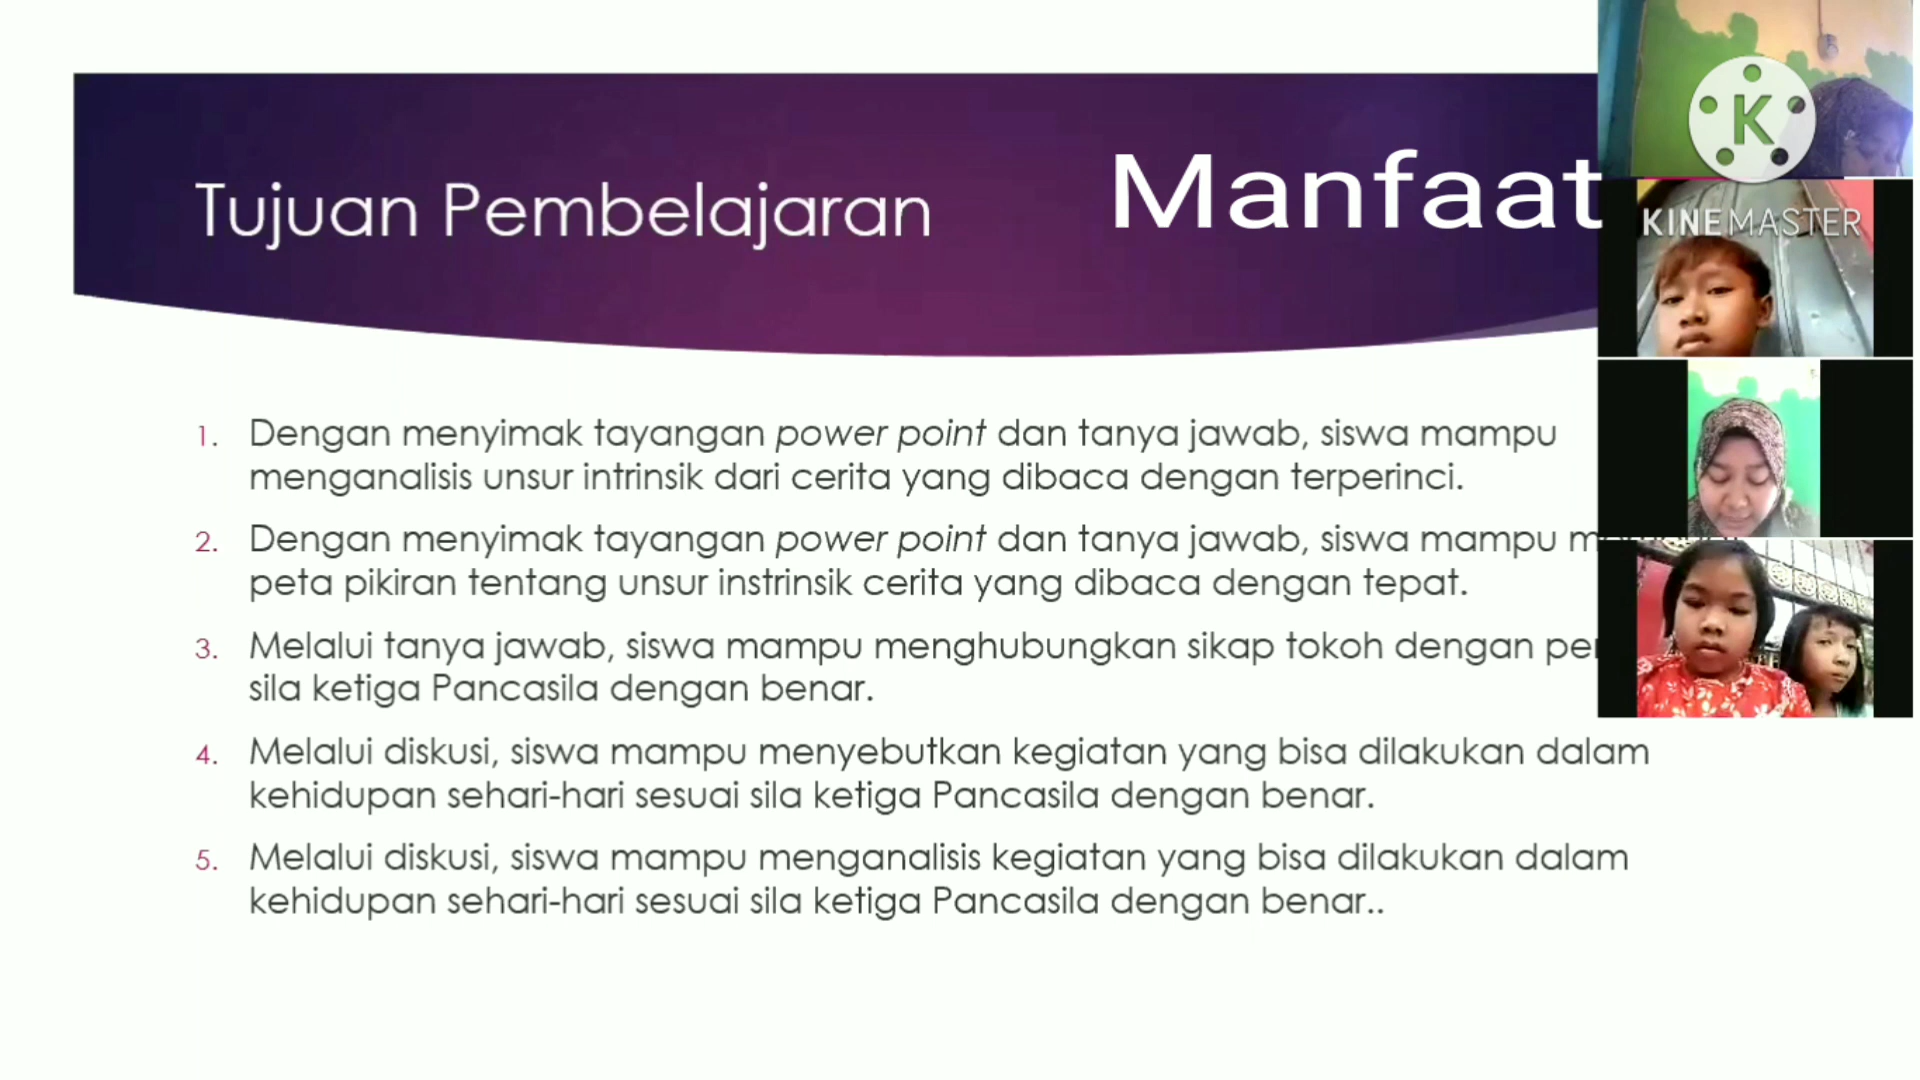 Tujuan Pembelajaran
Manfaat
K
KINEMASTER
1. Dengan menyimak tayangan power point dan tanya jawab, siswa mampu
menganalisis unsur intrinsik dari cerita yang dibaca dengan terperinci.
2. Dengan menyimak tayangan power point dan tanya jawab, siswa mampu
peta pikiran tentang unsur instrinsik cerita yang dibaca dengan tepat.
3. Melalui tanya jawab, siswa mampu menghubungkan sikap tokoh dengan
sila ketiga Pancasila dengan benar.
4. Melalui diskusi, siswa mampu menyebutkan kegiatan yang bisa dilakukan dalam
kehidupan sehari-hari sesuai sila ketiga Pancasila dengan benar.
5. Melalui diskusi, siswa mampu menganalisis kegiatan yang bisa dilakukan dalam
kehidupan sehari-hari sesuai sila ketiga Pancasila dengan benar..